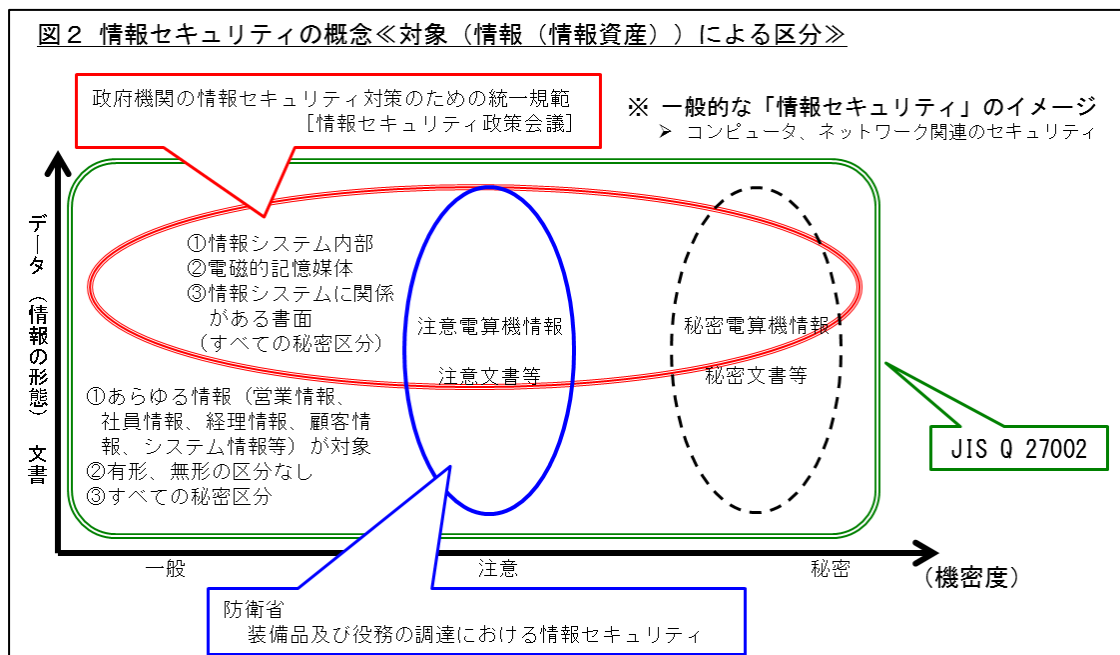 図2 情報セキュリティの概念≪対象（情報（情報資産））による区分≫
政府機関の情報セキュリティ対策のための統一規範
[情報セキュリティ政策会議]
※ 一般的な「情報セキュリティ」のイメージ
➢ コンピュータ、ネットワーク関連のセキュリティ
データ （情報の形態） 文書
①情報システム内部
②電磁的記憶媒体
③情報システムに関係
がある書面
（すべての秘密区分）
注意電算機情報
注意文書等
秘密電算機情報
秘密文書等
①あらゆる情報（営業情報、
社員情報、経理情報、顧客情
報、システム情報等）が対象
②有形、無形の区分なし
③すべての秘密区分
JIS Q 27002
一般
注意
秘密
（機密度）
防衛省
装備品及び役務の調達における情報セキュリティ